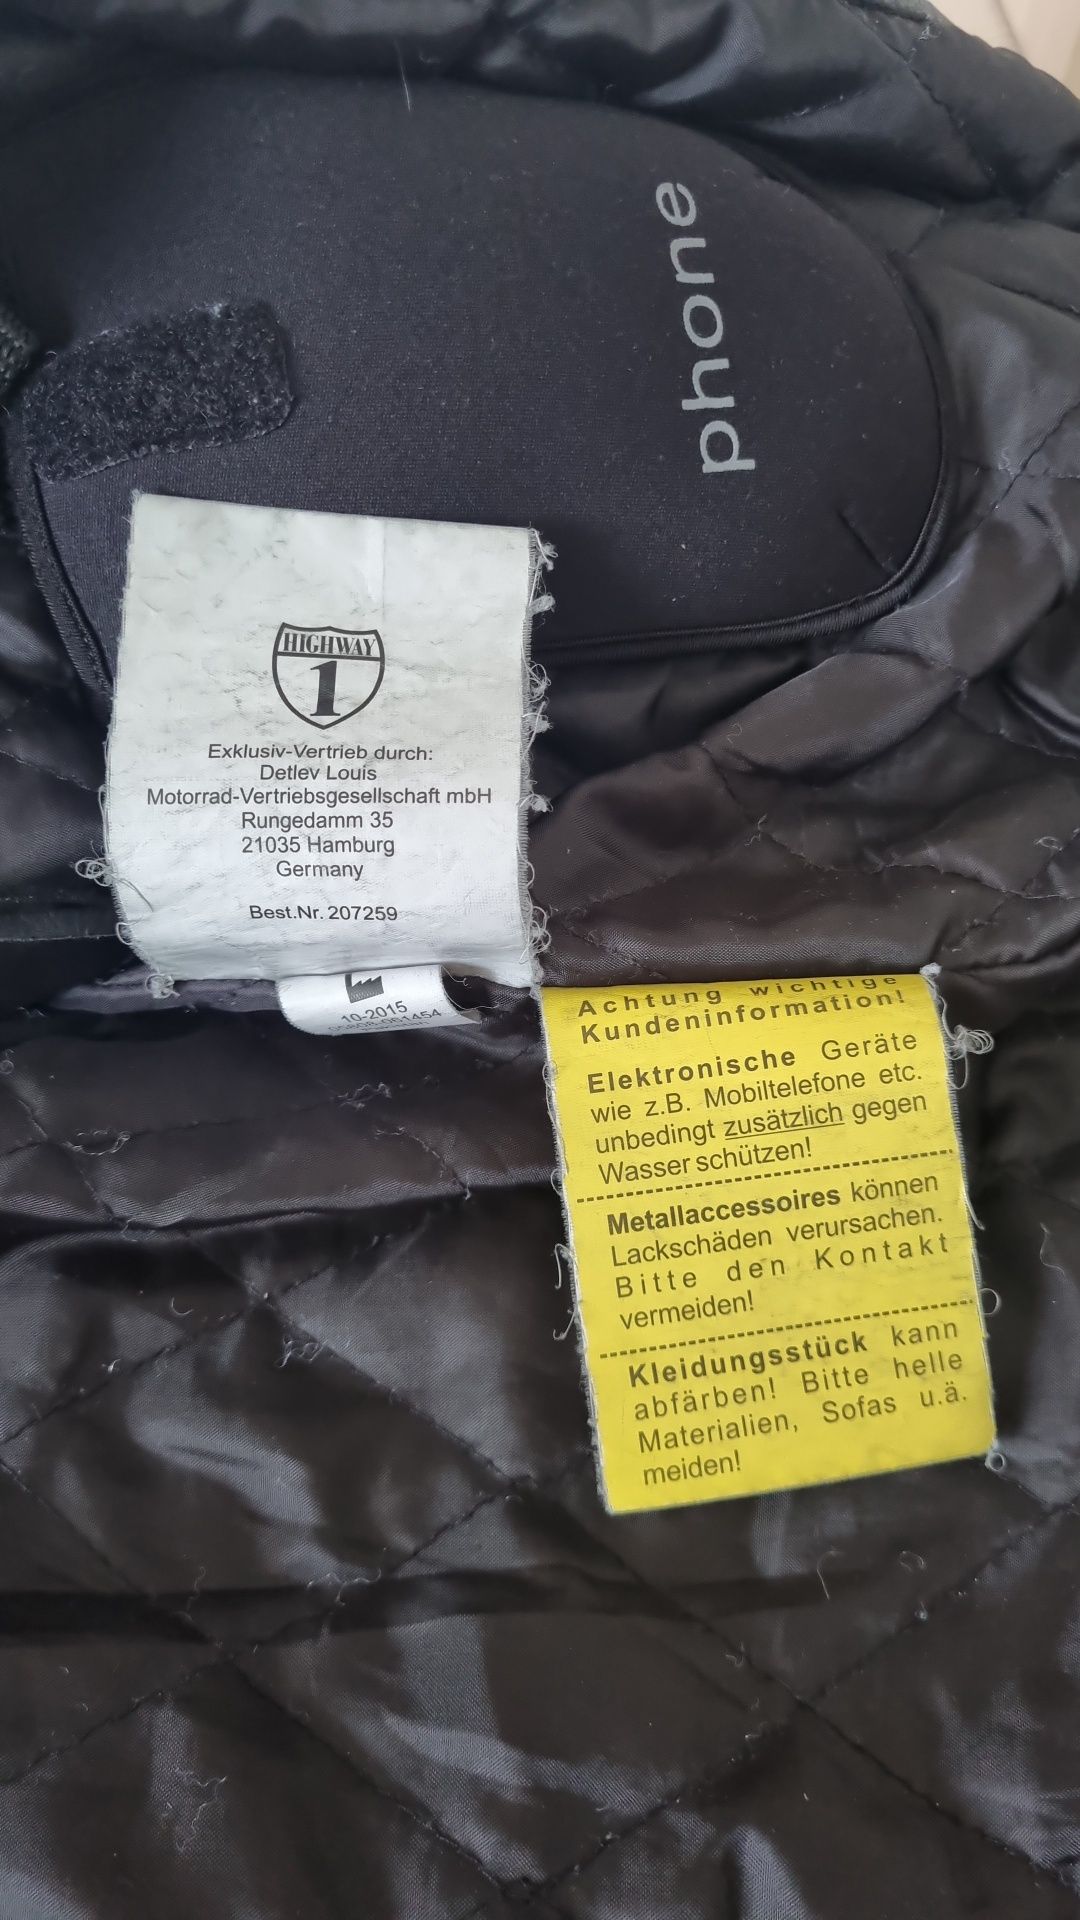 phone
HIGHWAY
1
Exklusiv-Vertrieb durch:
Detlev Louis
Motorrad-Vertriebsgesellschaft mbH
Rungedamm 35
21035 Hamburg
Germany
Best.Nr. 207259
10-2015
Achtung wichtige
Kundeninformation!
Elektronische Geräte
wie z.B. Mobiltelefone etc.
unbedingt zusätzlich gegen
Wasser schützen!
Metallaccessoires können
Lackschäden verursachen.
Bitte den Kontakt
vermeiden!
Kleidungsstück kann
abfärben! Bitte helle
Materialien, Sofas u.ä.
meiden!